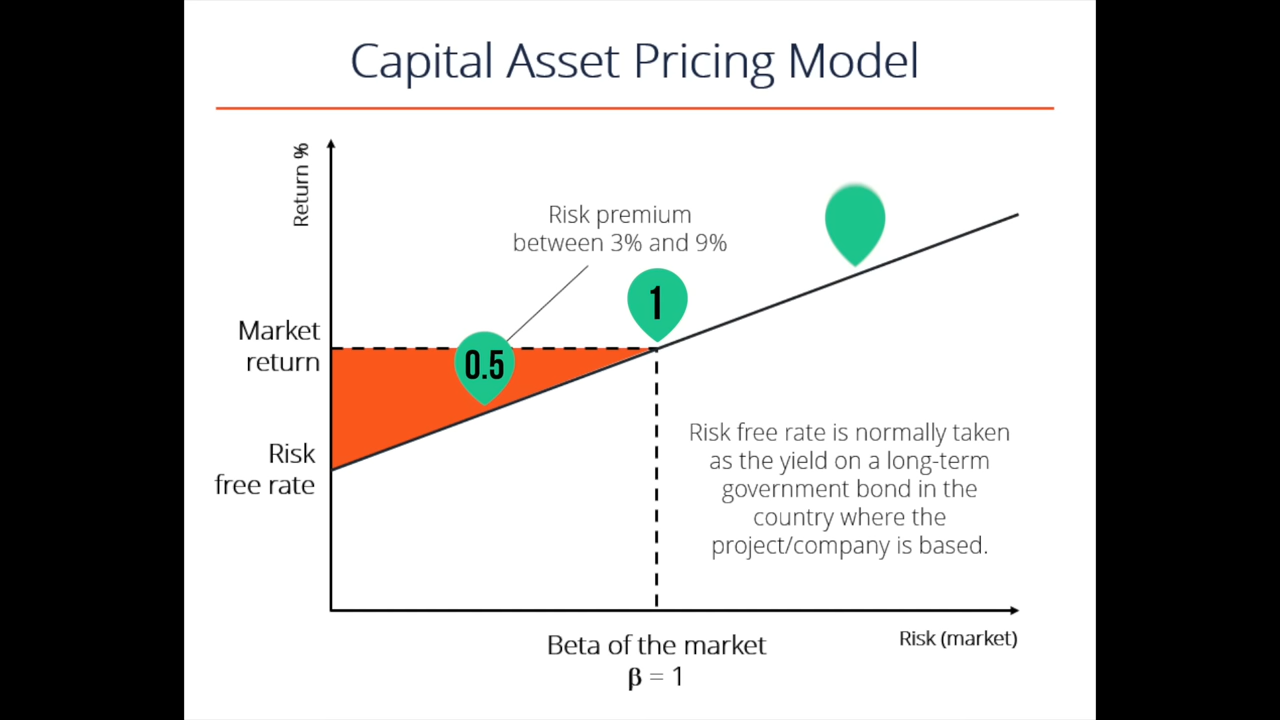 Capital Asset Pricing Model
Return %
Risk premium
between 3% and 9%
1
Market
return
0.5
Risk
free rate
Risk free rate is normally taken
as the yield on a long-term
government bond in the
country where the
project/company is based.
Risk (market)
Beta of the market
β = 1